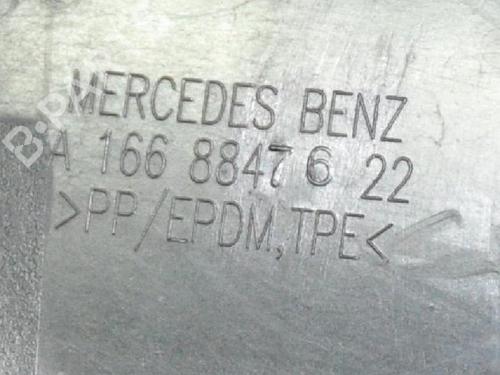 MERCEDES BENZ
A 166 8847 6 22
>PP/EPDM,TPE<